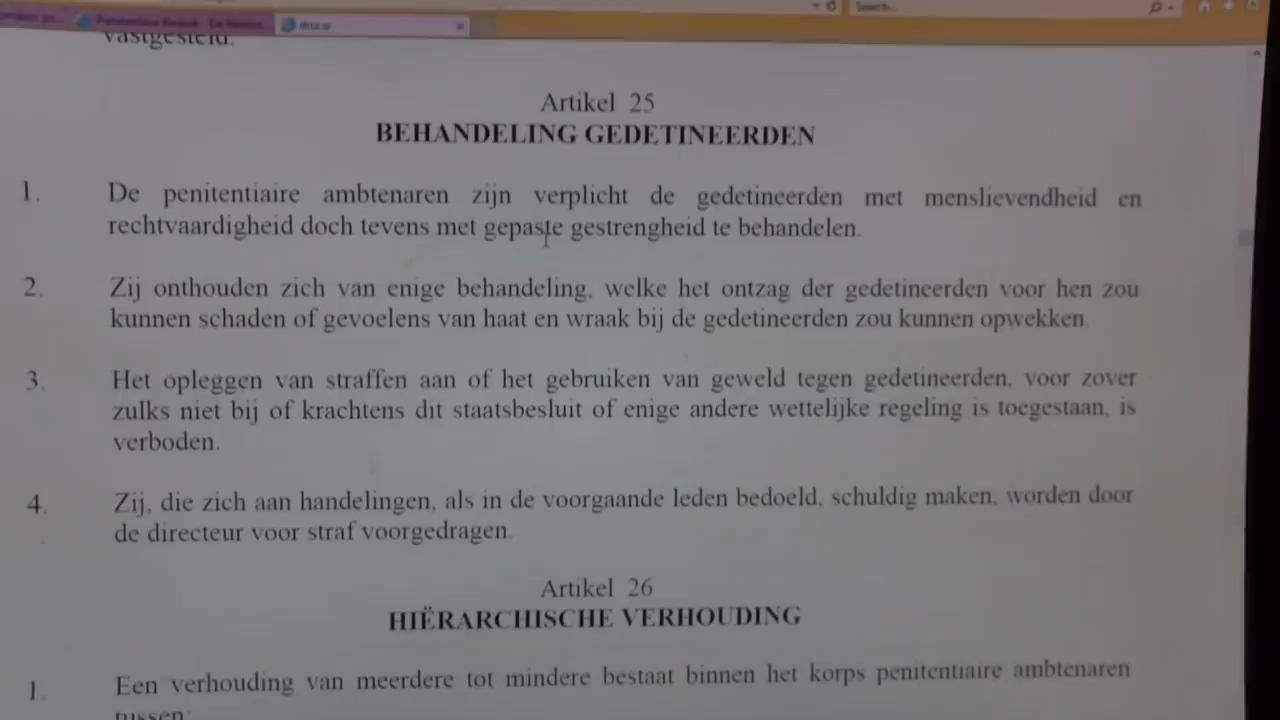 Search...
vastgesteld.
Artikel 25
BEHANDELING GEDETINEERDEN
1. De penitentiaire ambtenaren zijn verplicht de gedetineerden met menslievendheid en
rechtvaardigheid doch tevens met gepaste gestrengheid te behandelen.
2. Zij onthouden zich van enige behandeling, welke het ontzag der gedetineerden voor hen zou
kunnen schaden of gevoelens van haat en wraak bij de gedetineerden zou kunnen opwekken.
3. Het opleggen van straffen aan of het gebruiken van geweld tegen gedetineerden, voor zover
zulks niet bij of krachtens dit staatsbesluit of enige andere wettelijke regeling is toegestaan, is
verboden.
4. Zij, die zich aan handelingen, als in de voorgaande leden bedoeld, schuldig maken, worden door
de directeur voor straf voorgedragen.
Artikel 26
HIËRARCHISCHE VERHOUDING
1. Een verhouding van meerdere tot mindere bestaat binnen het korps penitentiaire ambtenaren
tussen: